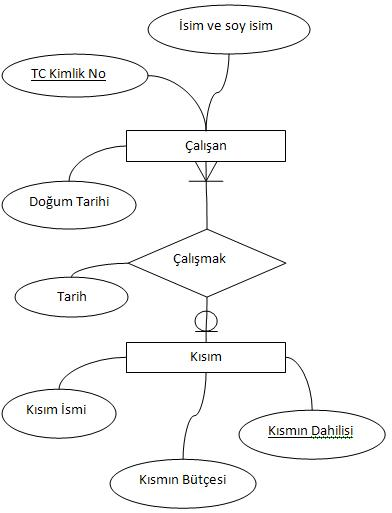 İsim ve soy isim
TC Kimlik No
Çalışan
Doğum Tarihi
Çalışmak
Tarih
Kısım
Kısım İsmi
Kısmın Dahilisi
Kısmın Bütçesi